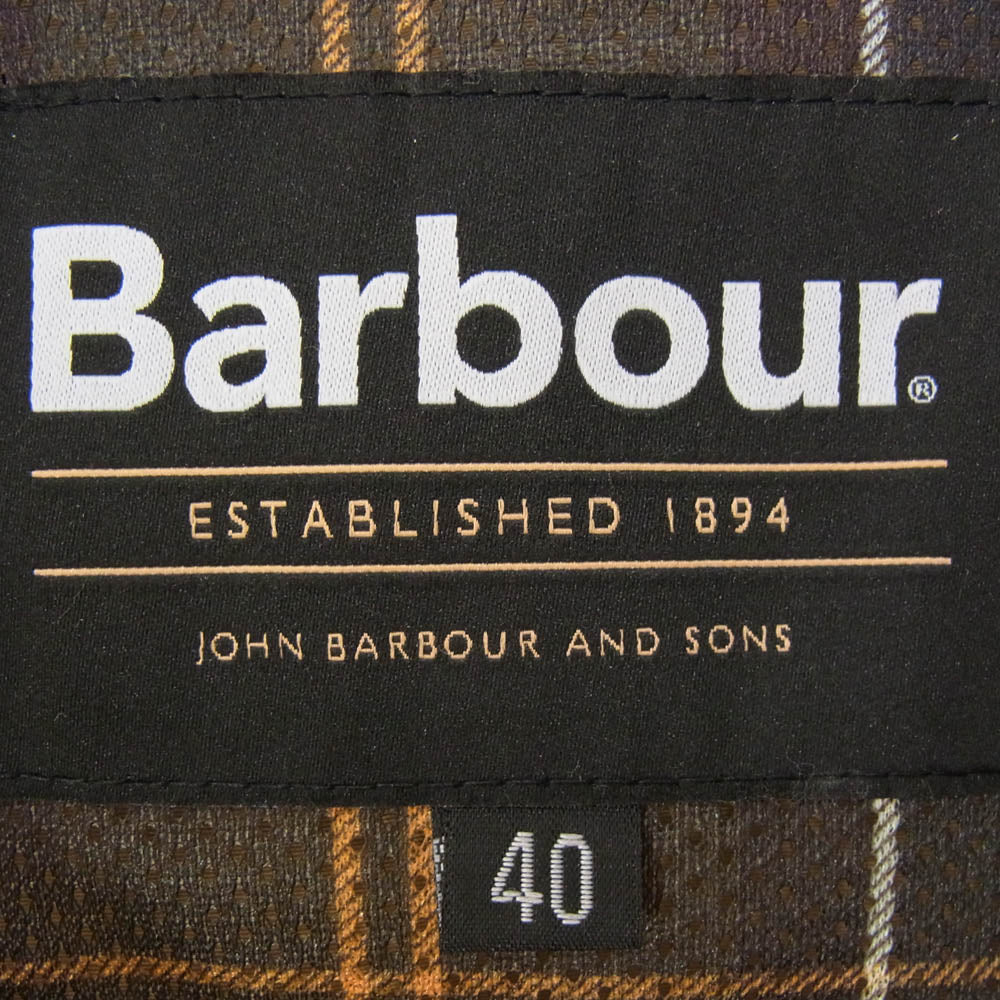 Barbour®
ESTABLISHED 1894
JOHN BARBOUR AND SONS
40